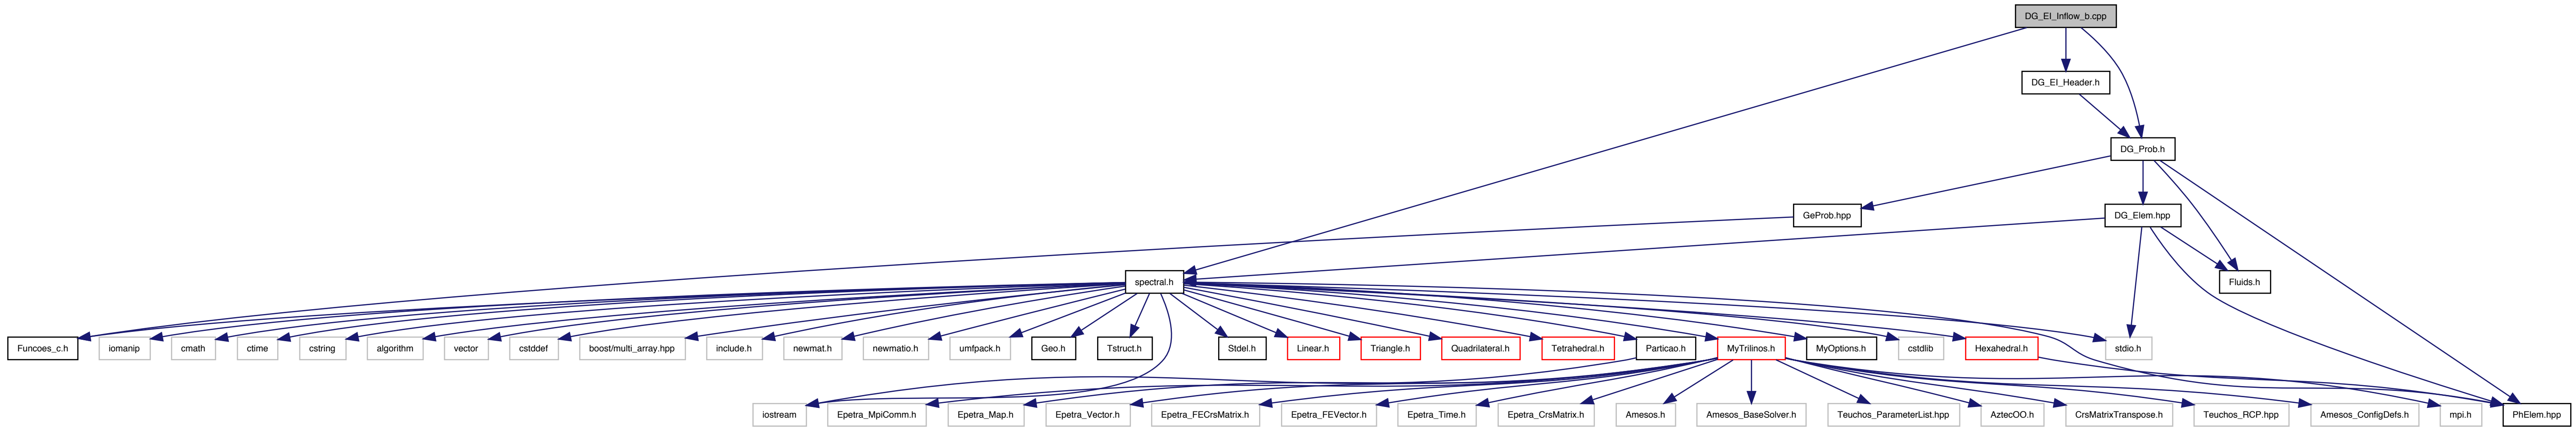 DG_EI_Inflow_b.cpp
DG_EI_Header.h
DG_Prob.h
GeProb.hpp
DG_Elem.hpp
spectral.h
Fluids.h
Funcoes_c.h
iomanip
cmath
ctime
cstring
algorithm
vector
cstddef
boost/multi_array.hpp
include.h
newmat.h
newmatio.h
umfpack.h
Geo.h
Tstruct.h
Stdel.h
Linear.h
Triangle.h
Quadrilateral.h
Tetrahedral.h
Particao.h
MyTrilinos.h
MyOptions.h
cstdlib
Hexahedral.h
stdio.h
iostream
Epetra_MpiComm.h
Epetra_Map.h
Epetra_Vector.h
Epetra_FECrsMatrix.h
Epetra_FEVector.h
Epetra_Time.h
Epetra_CrsMatrix.h
Amesos.h
Amesos_BaseSolver.h
Teuchos_ParameterList.hpp
AztecOO.h
CrsMatrixTranspose.h
Teuchos_RCP.hpp
Amesos_ConfigDefs.h
mpi.h
PhElem.hpp